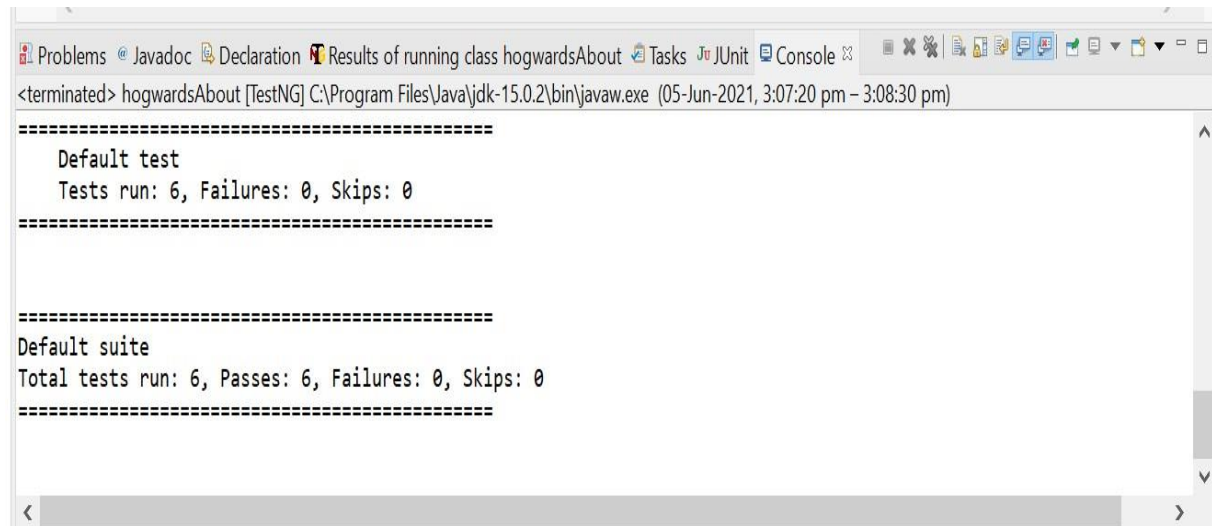 Problems @ Javadoc Declaration Results of running class hogwardsAbout Tasks Ju JUnit Console
<terminated> hogwardsAbout [TestNG] C:\Program Files\Java\jdk-15.0.2\bin\javaw.exe (05-Jun-2021, 3:07:20 pm – 3:08:30 pm)
===============================================
Default test
Tests run: 6, Failures: 0, Skips: 0
===============================================
===============================================
Default suite
Total tests run: 6, Passes: 6, Failures: 0, Skips: 0
===============================================